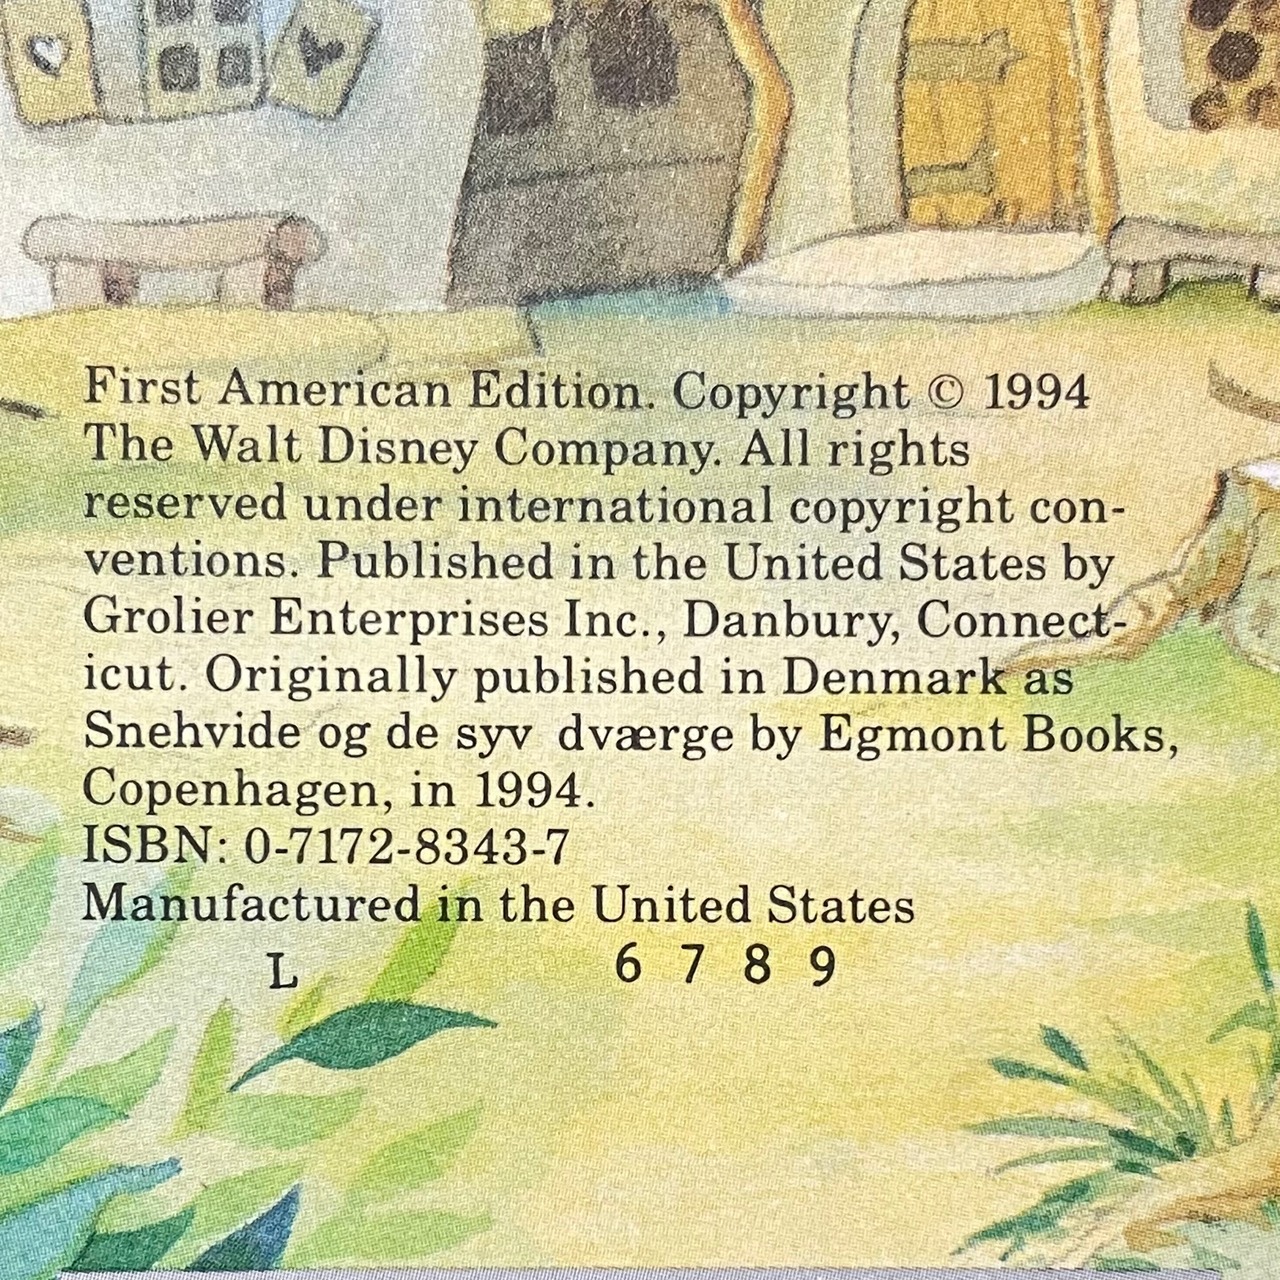 First American Edition. Copyright © 1994
The Walt Disney Company. All rights
reserved under international copyright con-
ventions. Published in the United States by
Grolier Enterprises Inc., Danbury, Connect-
icut. Originally published in Denmark as
Snehvide og de syv dværge by Egmont Books,
Copenhagen, in 1994.
ISBN: 0-7172-8343-7
Manufactured in the United States
L 6 7 8 9